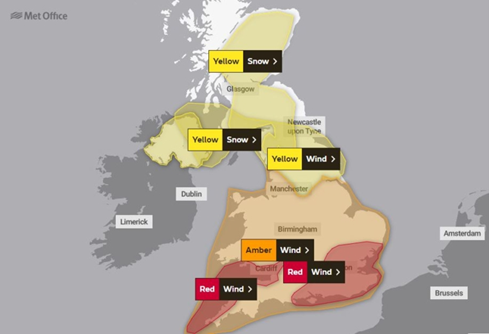 Met Office
Yellow Snow >
Glasgow
Newcastle
upon Tyne
Yellow Snow >
Yellow Wind >
Manchester
Dublin
Limerick
Birmingham
Amsterdam
Amber Wind >
Cardiff
Red Wind >
Red Wind >
Brussels